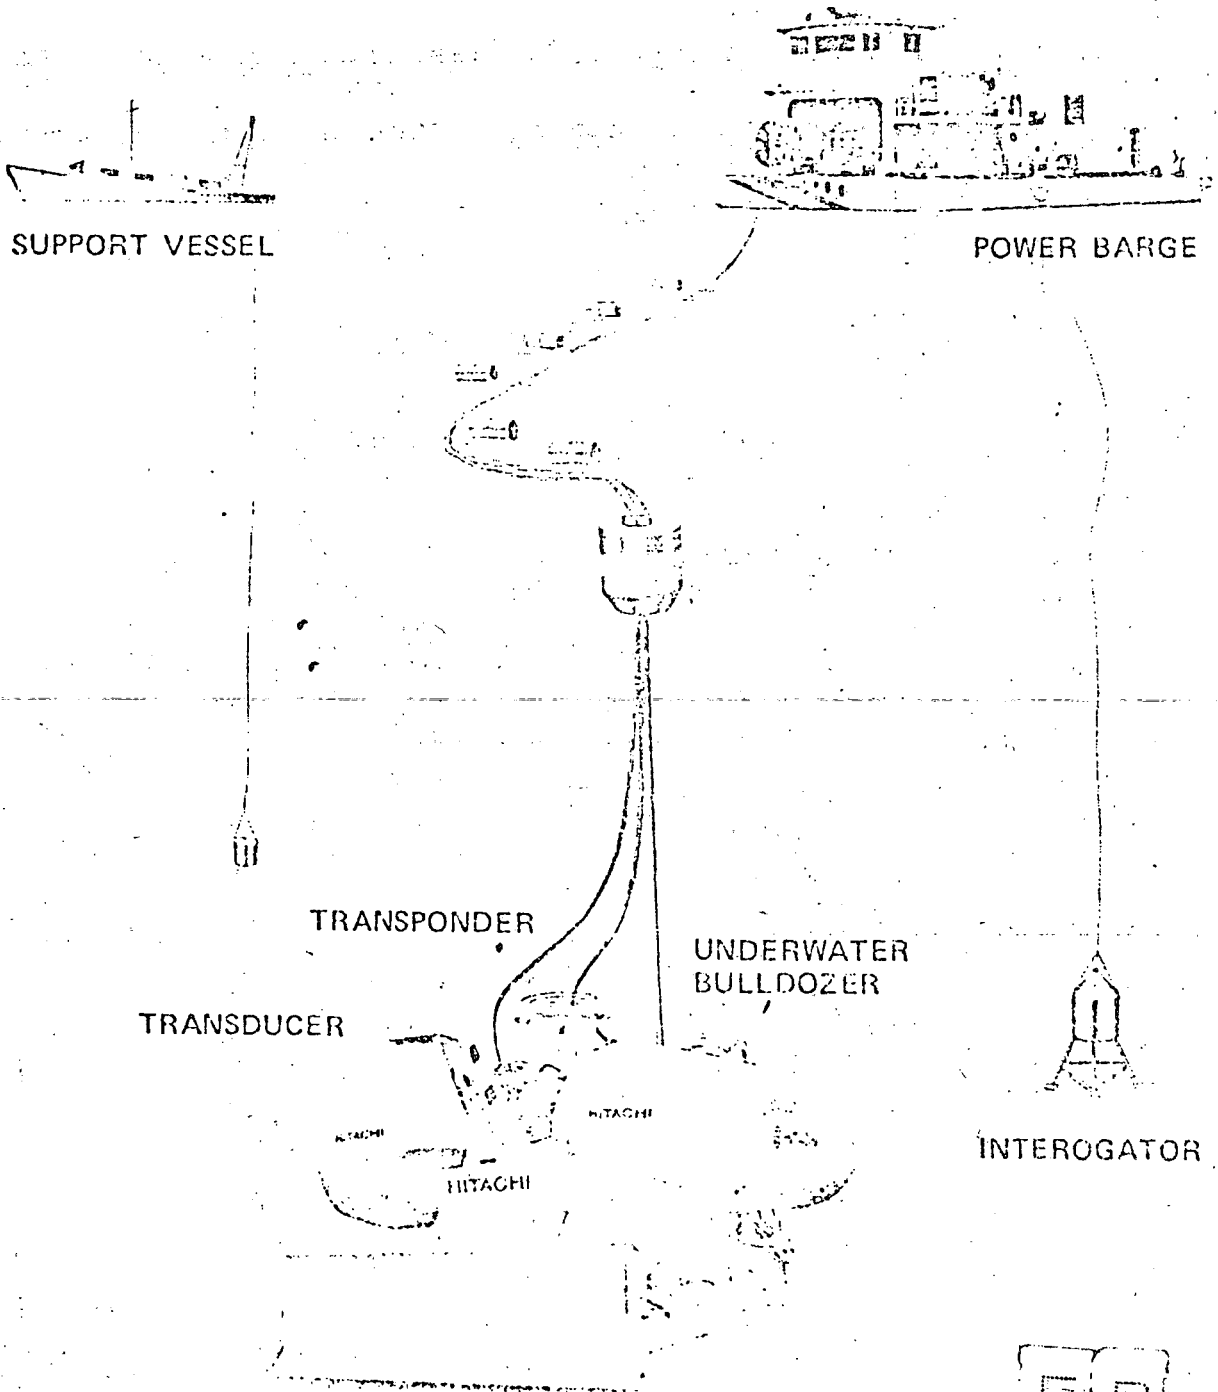 SUPPORT VESSEL
POWER BARGE
TRANSPONDER
UNDERWATER
BULLDOZER
TRANSDUCER
HITACHI
HITACHI
HITACHI
INTEROGATOR